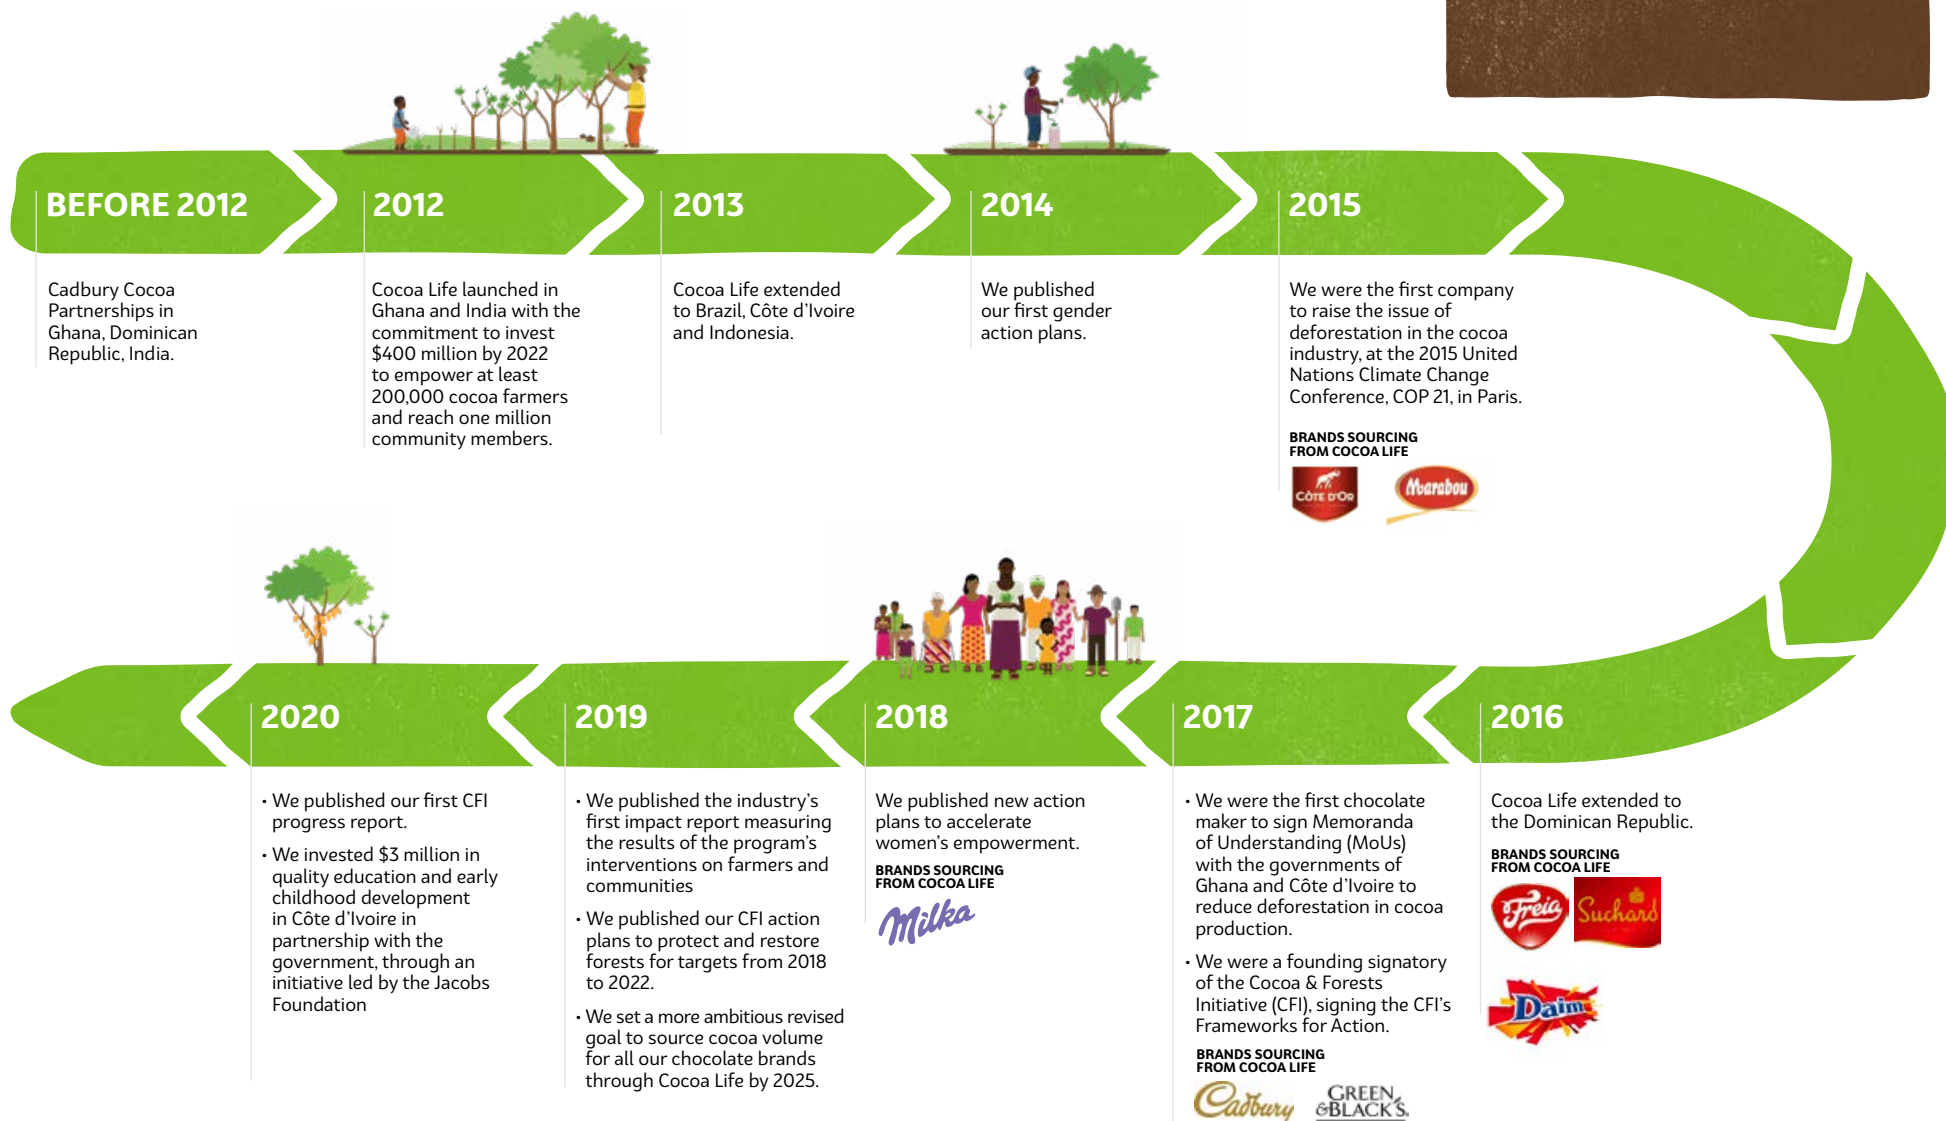 BEFORE 2012
Cadbury Cocoa
Partnerships in
Ghana, Dominican
Republic, India.
2012
Cocoa Life launched in
Ghana and India with the
commitment to invest
$400 million by 2022
to empower at least
200,000 cocoa farmers
and reach one million
community members.
2013
Cocoa Life extended
to Brazil, Côte d'Ivoire
and Indonesia.
2014
We published
our first gender
action plans.
2015
We were the first company
to raise the issue of
deforestation in the cocoa
industry, at the 2015 United
Nations Climate Change
Conference, COP 21, in Paris.
BRANDS SOURCING
FROM COCOA LIFE
CÔTE D'OR
Marabou
2016
Cocoa Life extended to
the Dominican Republic.
BRANDS SOURCING
FROM COCOA LIFE
Freia
Suchard
Daim
2017
• We were the first chocolate
maker to sign Memoranda
of Understanding (MoUs)
with the governments of
Ghana and Côte d'Ivoire to
reduce deforestation in cocoa
production.
• We were a founding signatory
of the Cocoa & Forests
Initiative (CFI), signing the CFI's
Frameworks for Action.
BRANDS SOURCING
FROM COCOA LIFE
Cadbury
GREEN
&BLACK'S.
2018
We published new action
plans to accelerate
women's empowerment.
BRANDS SOURCING
FROM COCOA LIFE
Milka
2019
• We published the industry's
first impact report measuring
the results of the program's
interventions on farmers and
communities
• We published our CFI action
plans to protect and restore
forests for targets from 2018
to 2022.
• We set a more ambitious revised
goal to source cocoa volume
for all our chocolate brands
through Cocoa Life by 2025.
2020
• We published our first CFI
progress report.
• We invested $3 million in
quality education and early
childhood development
in Côte d'Ivoire in
partnership with the
government, through an
initiative led by the Jacobs
Foundation